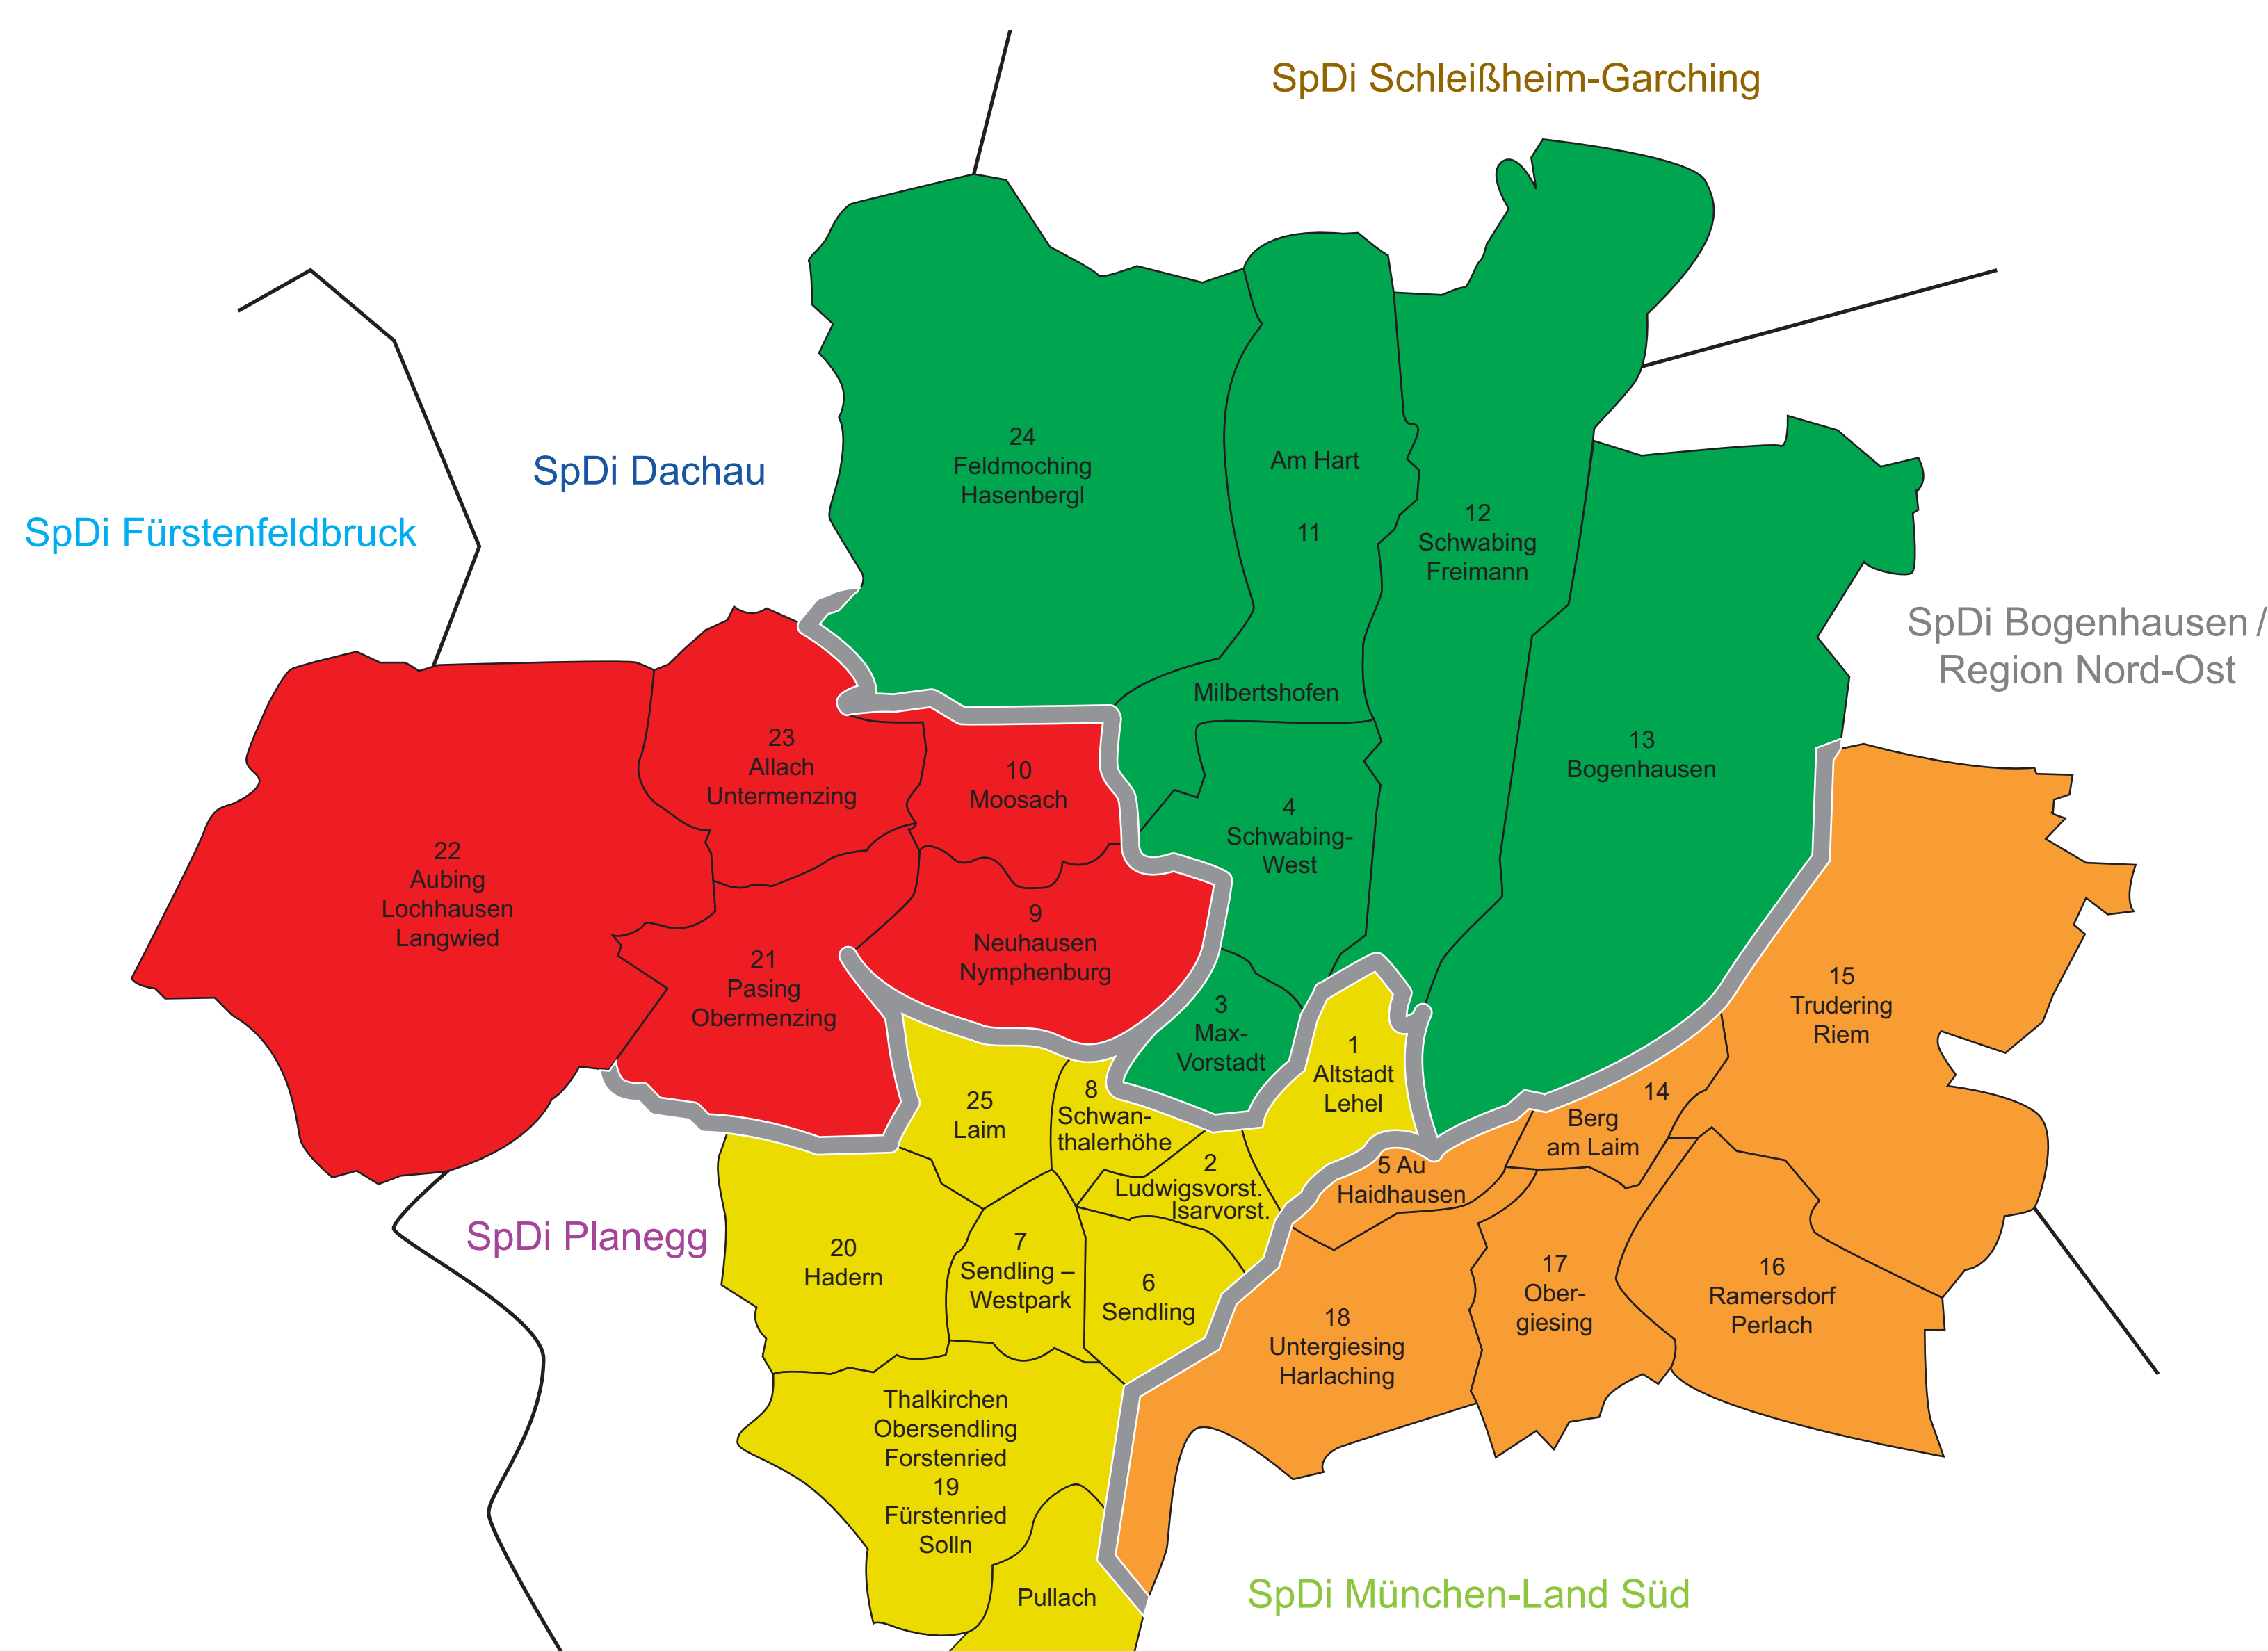 SpDi Schleißheim-Garching
SpDi Dachau
SpDi Fürstenfeldbruck
24
Feldmoching
Hasenbergl
Am Hart
11
Milbertshofen
12
Schwabing
Freimann
SpDi Bogenhausen /
Region Nord-Ost
13
Bogenhausen
23
Allach
Untermenzing
10
Moosach
4
Schwabing-
West
22
Aubing
Lochhausen
Langwied
21
Pasing
Obermenzing
9
Neuhausen
Nymphenburg
3
Max-
Vorstadt
1
Altstadt
Lehel
15
Trudering
Riem
25
Laim
8
Schwan-
thalerhöhe
14
Berg
am Laim
2
Ludwigsvorst.
Isarvorst.
5 Au
Haidhausen
SpDi Planegg
20
Hadern
7
Sendling –
Westpark
6
Sendling
18
Untergiesing
Harlaching
17
Ober-
giesing
16
Ramersdorf
Perlach
Thalkirchen
Obersendling
Forstenried
19
Fürstenried
Solln
Pullach
SpDi München-Land Süd